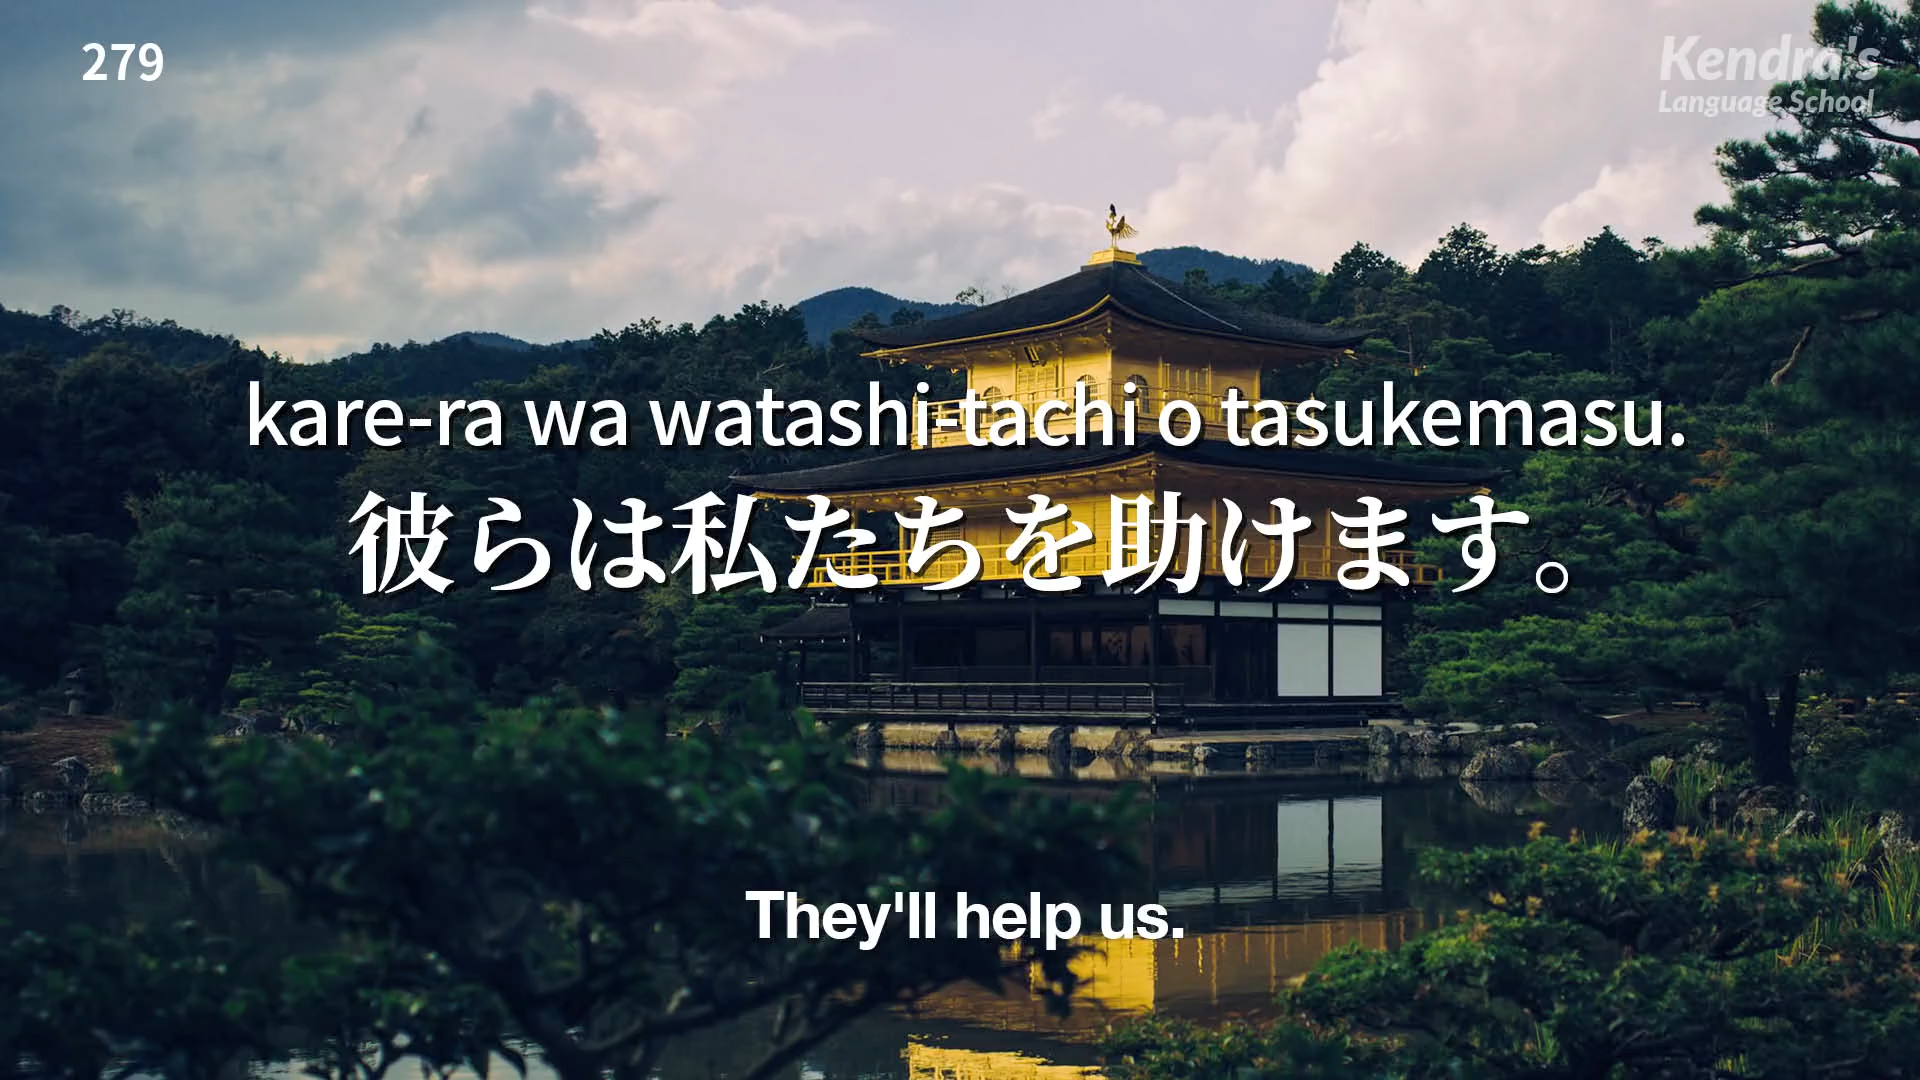 279
Kendra's
Language School
kare-ra wa watashi-tachi o tasukemasu.
彼らは私たちを助けます。
They'll help us.